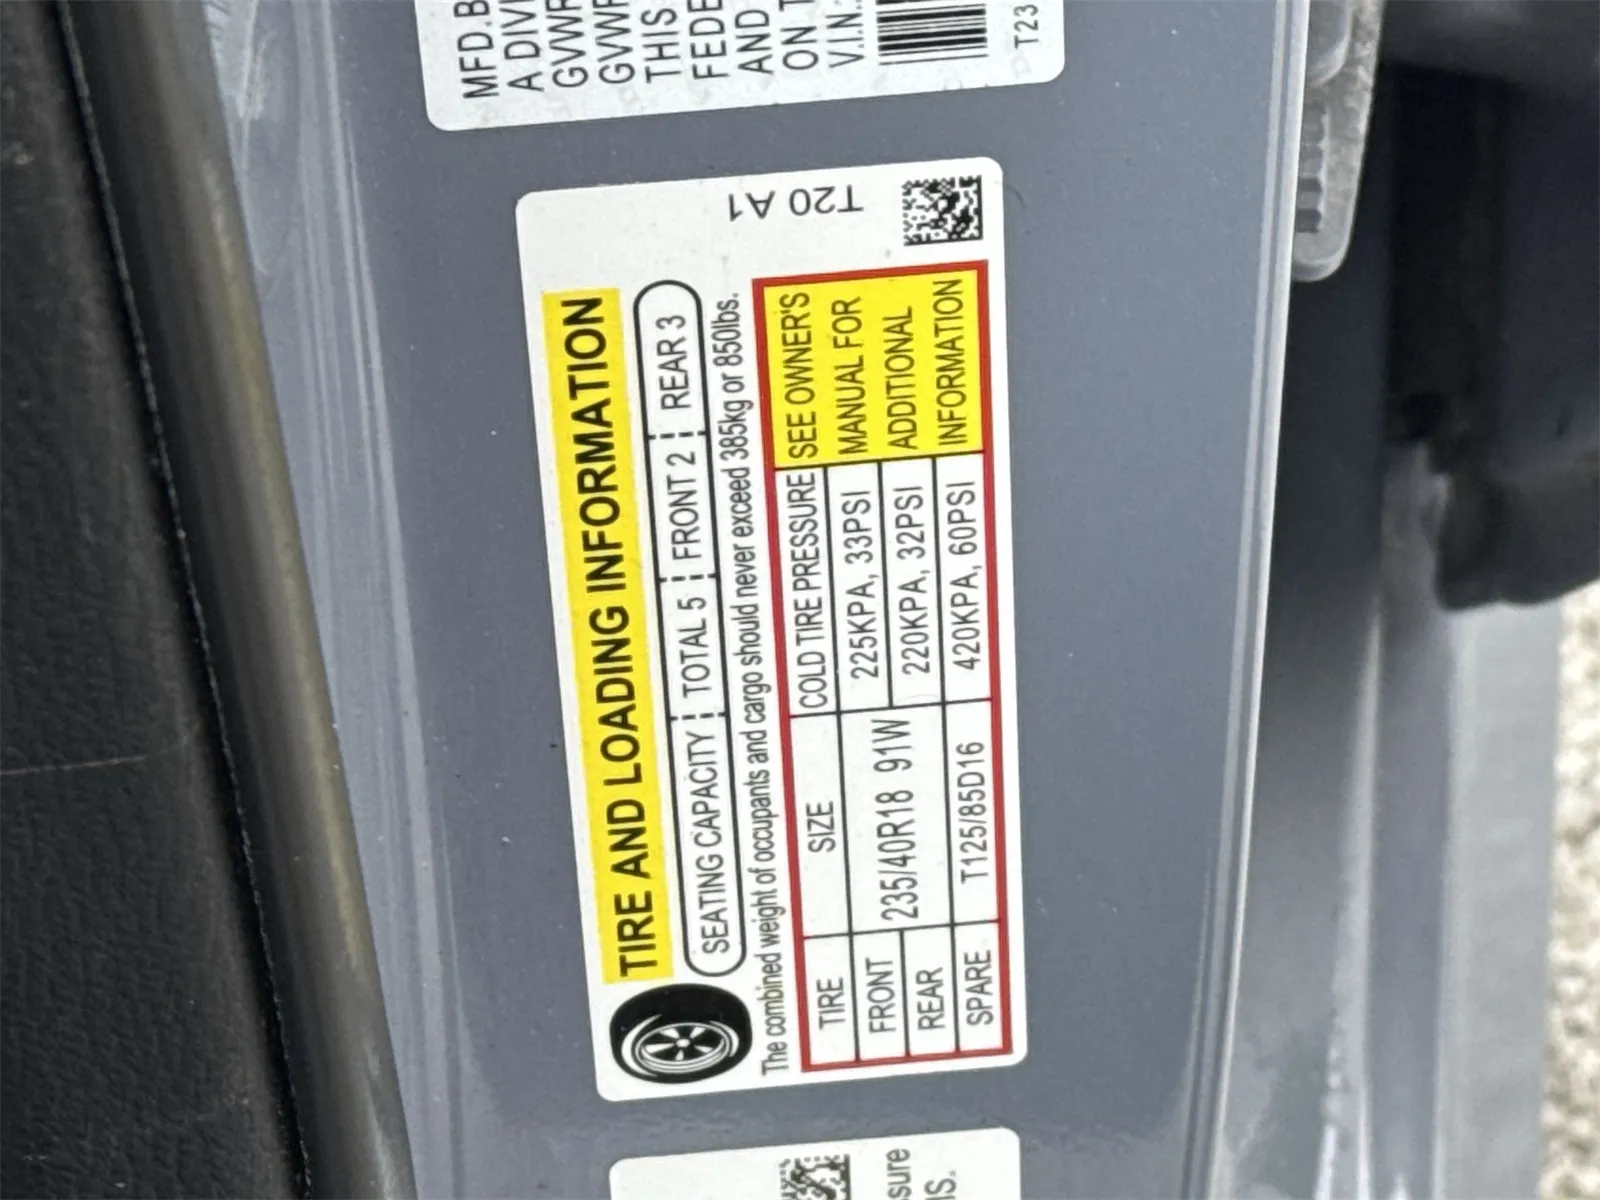 MFD.B
A DIVI
GVWR
GVWR
THIS
FEDE
AND
ON T
V.I.N.
T23
T20 A1
TIRE AND LOADING INFORMATION
SEATING CAPACITY TOTAL 5 FRONT 2 REAR 3
The combined weight of occupants and cargo should never exceed 385kg or 850lbs.
TIRE SIZE COLD TIRE PRESSURE SEE OWNER'S
FRONT 225KPA, 33PSI MANUAL FOR
235/40R18 91W
REAR 220KPA, 32PSI ADDITIONAL
SPARE T125/85D16 420KPA, 60PSI INFORMATION
sure
IS.